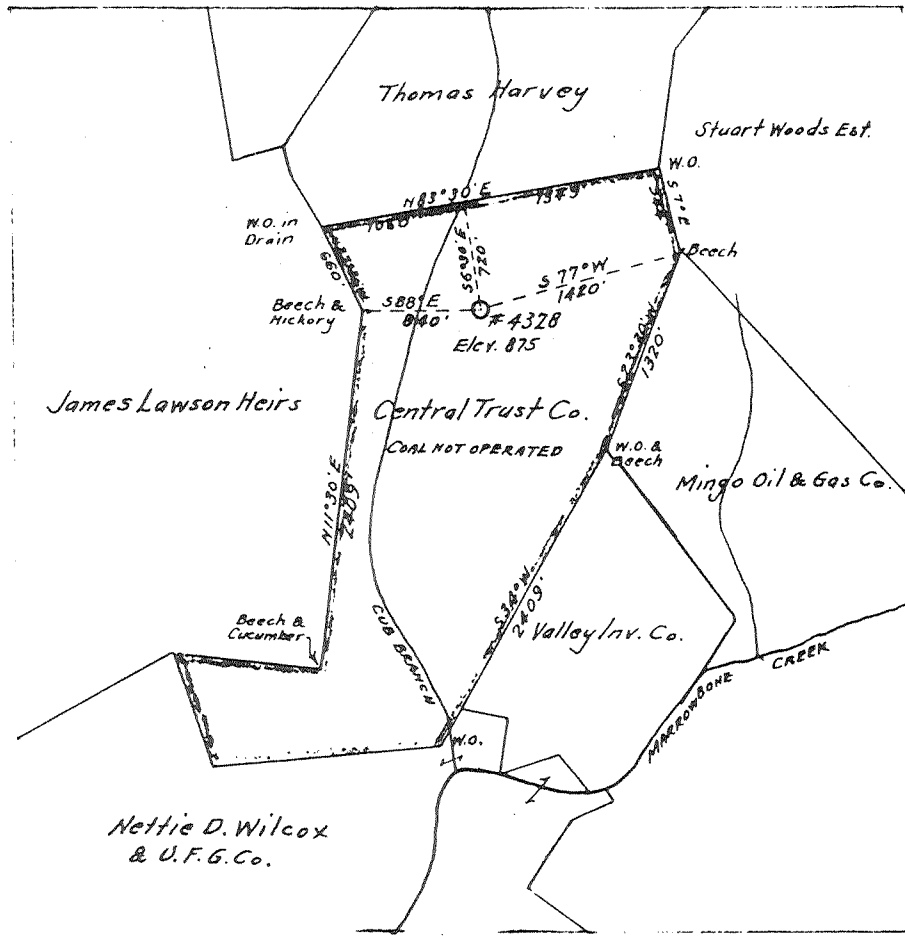 Thomas Harvey
Stuart Woods Est.
W.O.
N83°30'E
1080
1349
S7°E
W.O. in
Drain
660'
S6°30'E
720'
Beech
S 77° W
1420'
Beech &
Hickory
S88°E
840'
#4328
Elev. 875
S23°30'W
1320'
James Lawson Heirs
Central Trust Co.
COAL NOT OPERATED
W.O. &
Beech
Mingo Oil & Gas Co.
N11°30'E
2409'
S34°W
2409'
Beech &
Cucumber
CUB BRANCH
Valley Inv. Co.
MARROWBONE CREEK
W.O.
Nettie D. Wilcox
& U.F.G.Co.